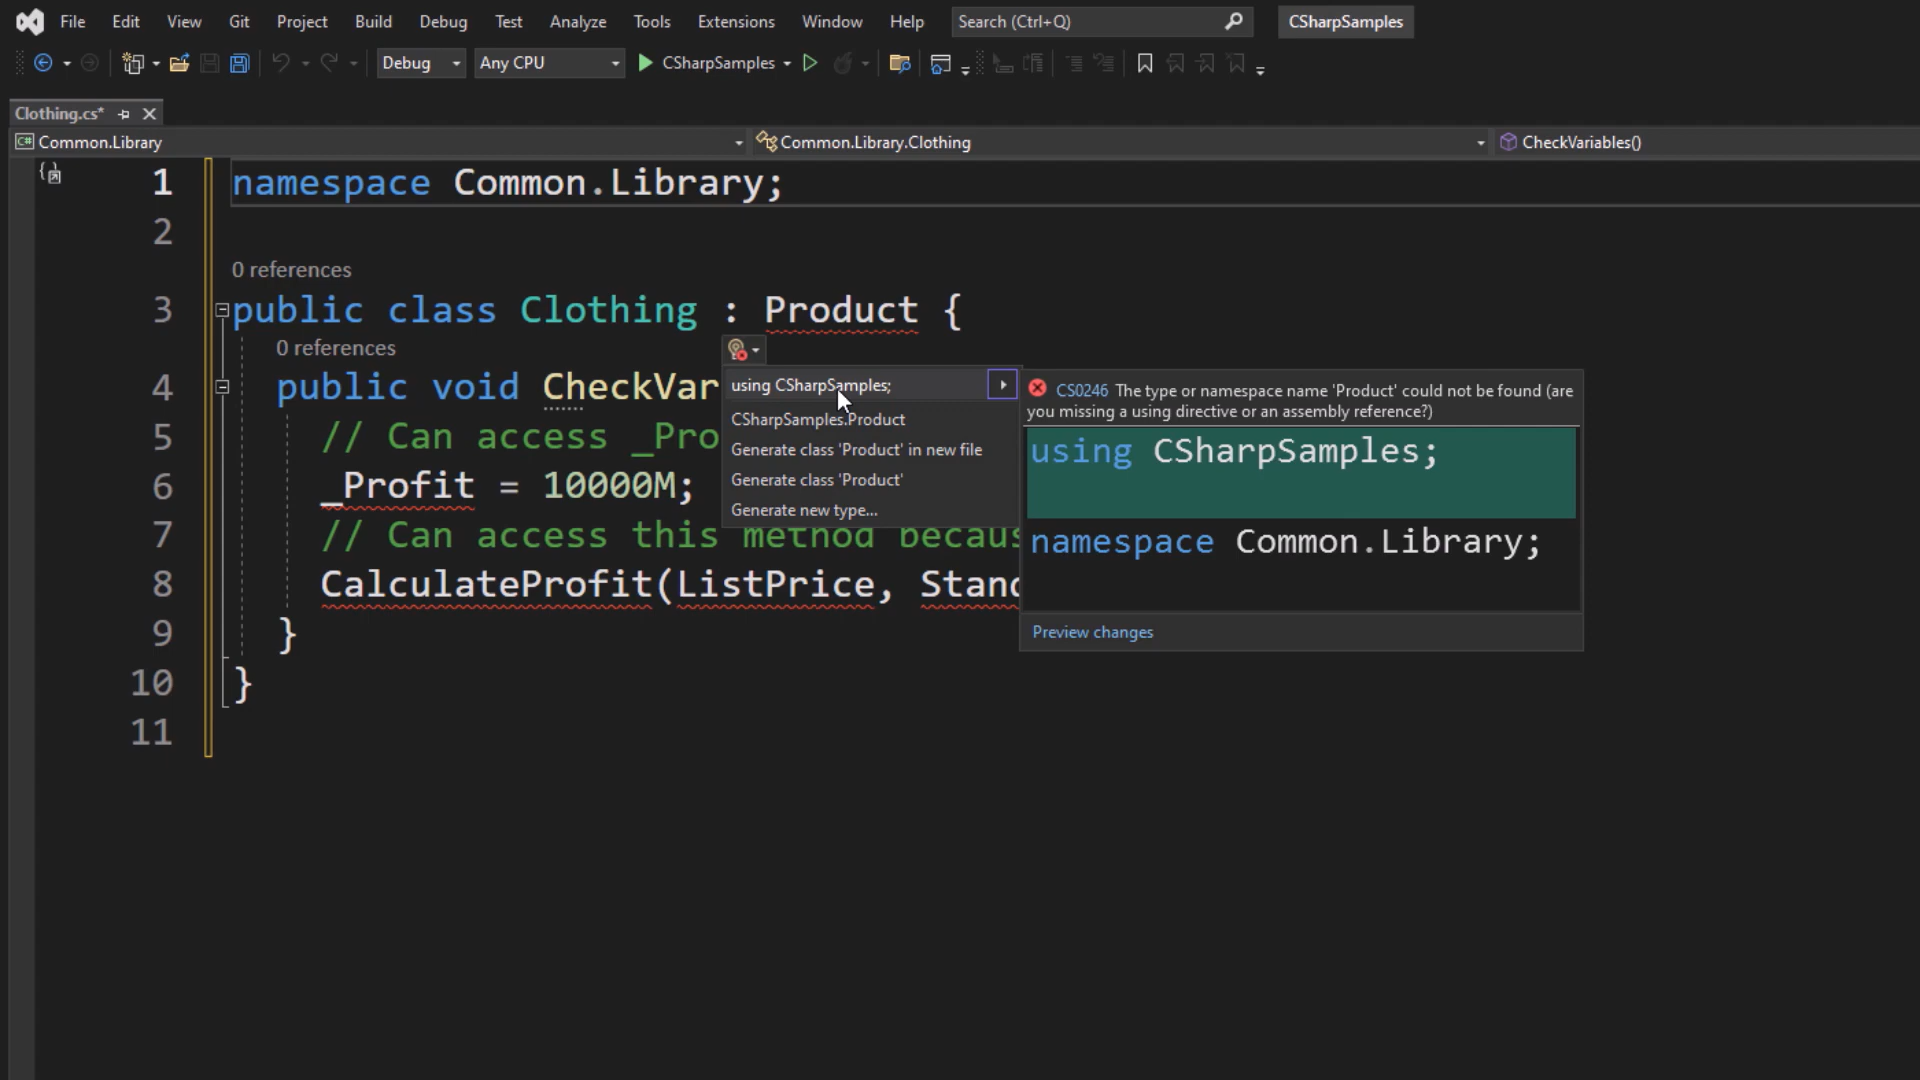 File Edit View Git Project Build Debug Test Analyze Tools Extensions Window Help Search (Ctrl+Q) CSharpSamples
Debug Any CPU CSharpSamples
Clothing.cs*
C# Common.Library Common.Library.Clothing CheckVariables()
1 namespace Common.Library;
2
0 references
3 public class Clothing : Product {
0 references
4 public void CheckVar
5 // Can access _Pro
6 _Profit = 10000M;
7 // Can access this method becaus
8 CalculateProfit(ListPrice, Stand
9 }
10 }
11
using CSharpSamples;
CSharpSamples.Product
Generate class 'Product' in new file
Generate class 'Product'
Generate new type...
CS0246 The type or namespace name 'Product' could not be found (are
you missing a using directive or an assembly reference?)
using CSharpSamples;
namespace Common.Library;
Preview changes